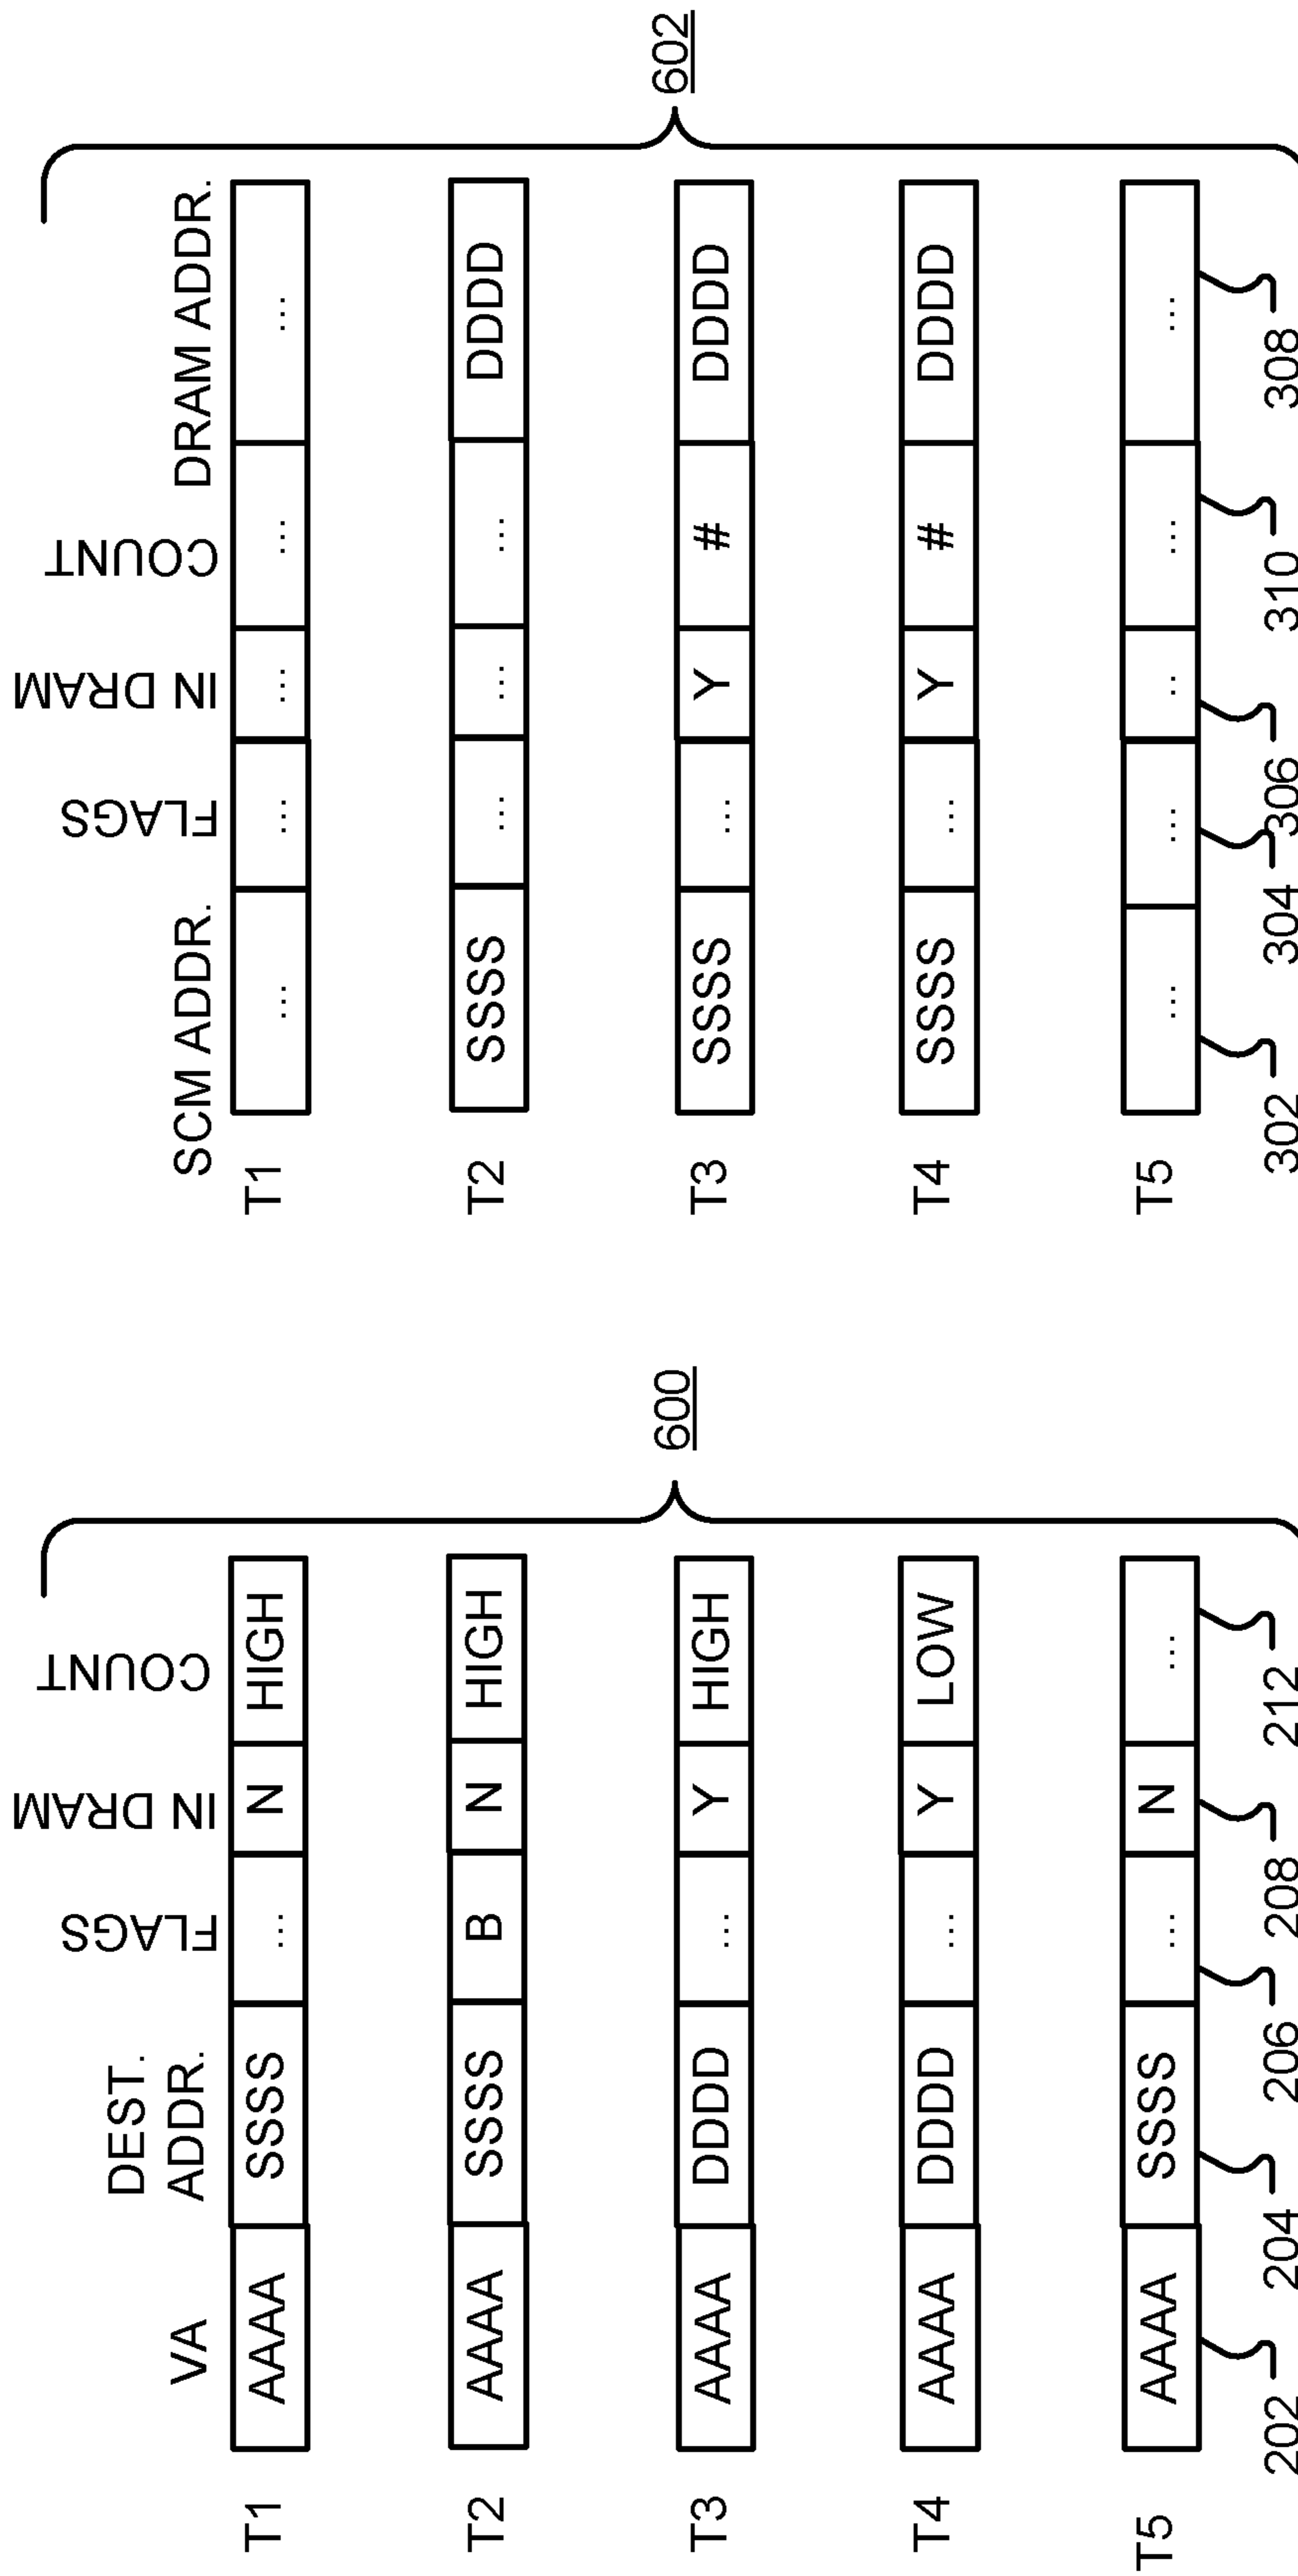 VA DEST. ADDR. FLAGS IN DRAM COUNT
T1 AAAA SSSS ... N HIGH
T2 AAAA SSSS B N HIGH
T3 AAAA DDDD ... Y HIGH
T4 AAAA DDDD ... Y LOW
T5 AAAA SSSS ... N ...
202 204 206 208 212
600
SCM ADDR. FLAGS IN DRAM COUNT DRAM ADDR.
T1 ... ... ... ... ...
T2 SSSS ... ... ... DDDD
T3 SSSS ... Y # DDDD
T4 SSSS ... Y # DDDD
T5 ... ... .. ... ...
302 304 306 310 308
602